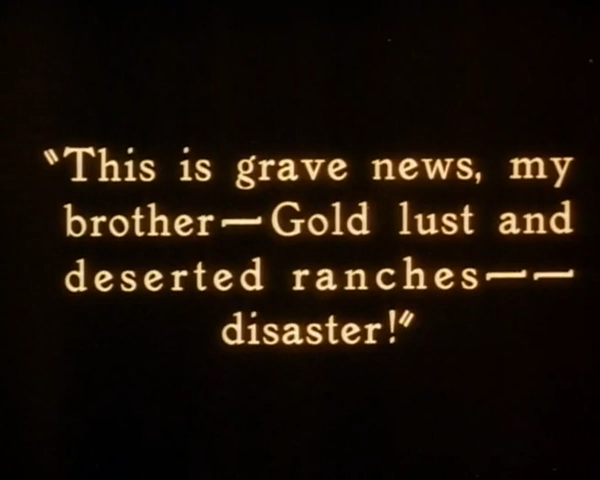 "This is grave news, my
brother—Gold lust and
deserted ranches——
disaster!"